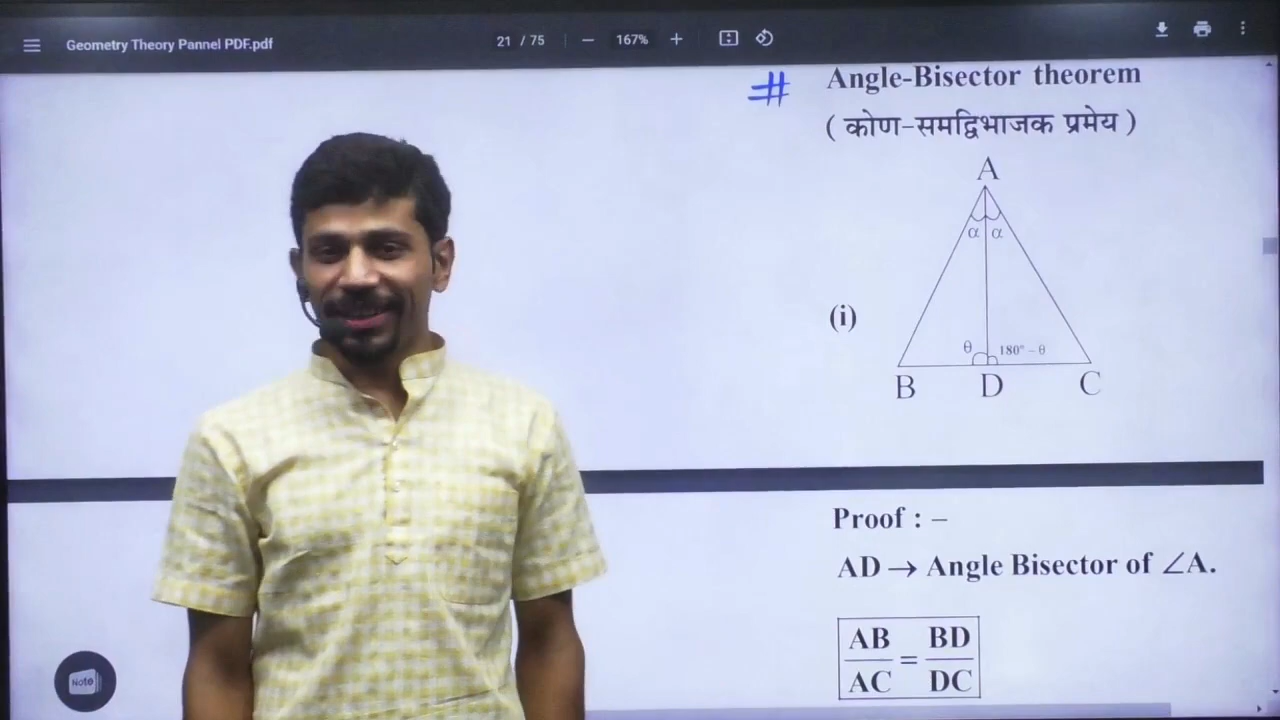 Geometry Theory Pannel PDF.pdf
21 / 75
167%
# Angle-Bisector theorem
( कोण-समद्विभाजक प्रमेय )
A
α α
(i)
θ 180° – θ
B D C
Proof : –
AD → Angle Bisector of ∠A.
AB/AC = BD/DC
Note